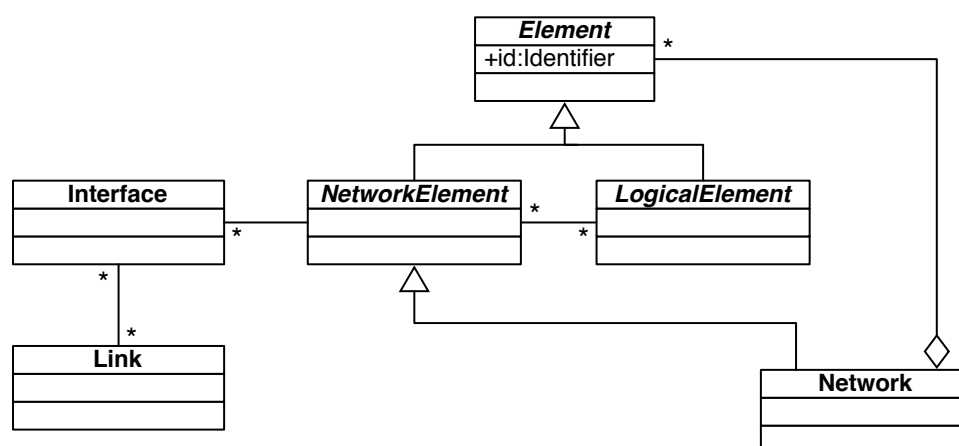 Element
+id:Identifier
*
Interface
NetworkElement
LogicalElement
*
*
*
*
*
Link
Network